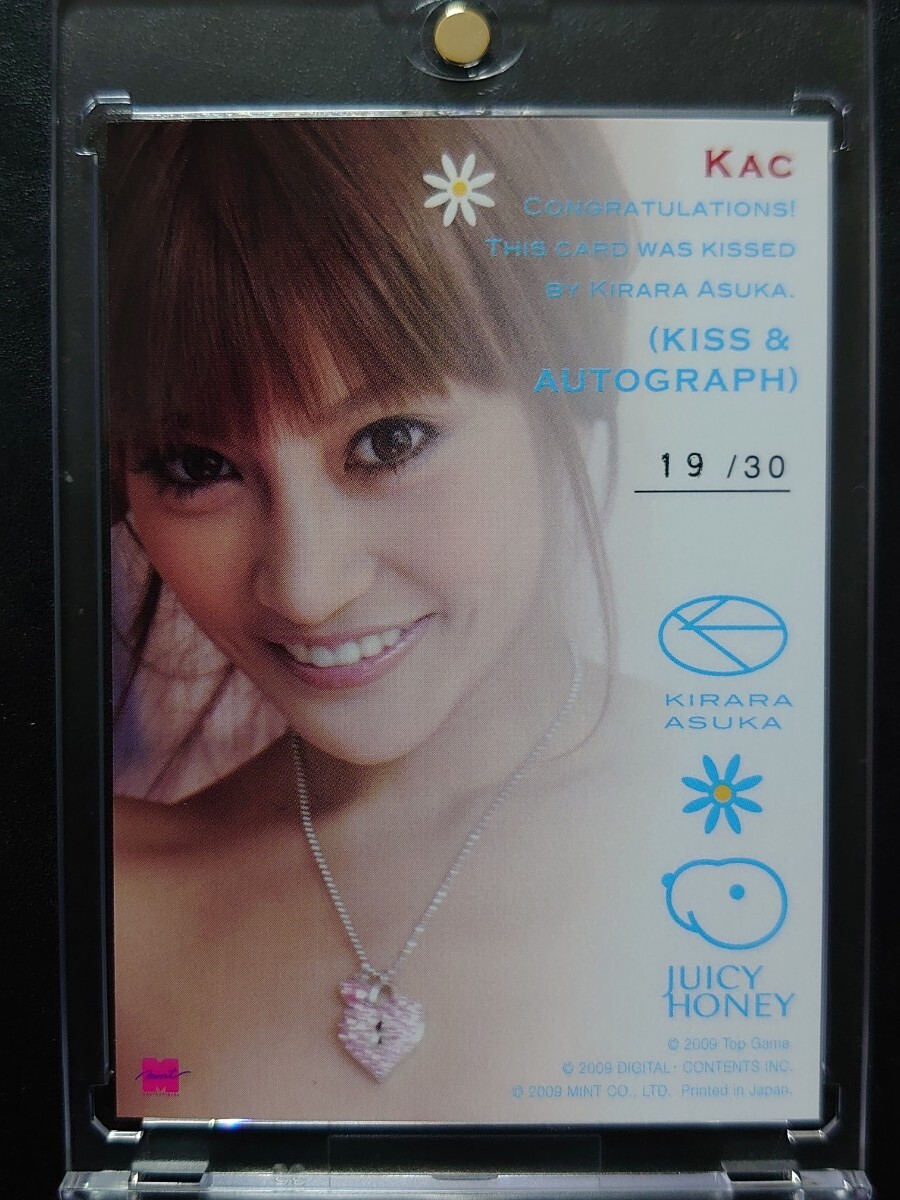 KAC
CONGRATULATIONS!
THIS CARD WAS KISSED
BY KIRARA ASUKA.
(KISS &
AUTOGRAPH)
19 /30
KIRARA
ASUKA
JUICY
HONEY
© 2009 Top Game
© 2009 DIGITAL· CONTENTS INC.
© 2009 MINT CO., LTD. Printed in Japan.
mint